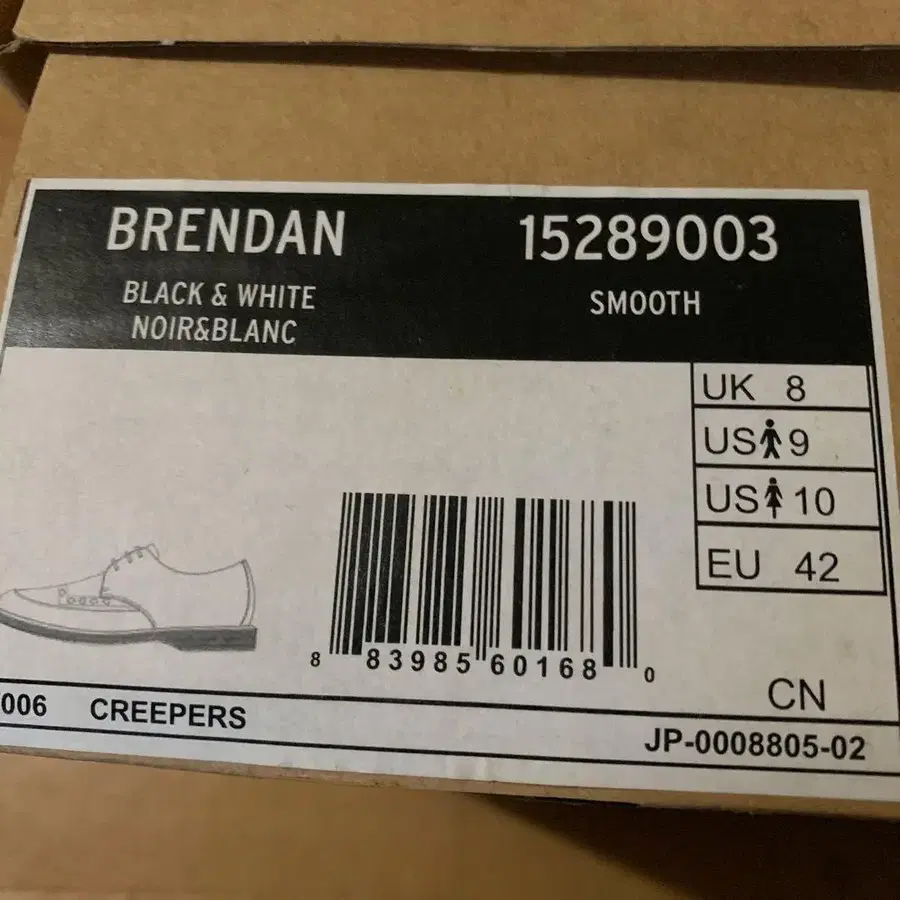 BRENDAN 15289003
BLACK & WHITE SMOOTH
NOIR&BLANC
UK 8
US 9
US 10
EU 42
8 83985 60168 0
CN
006 CREEPERS
JP-0008805-02